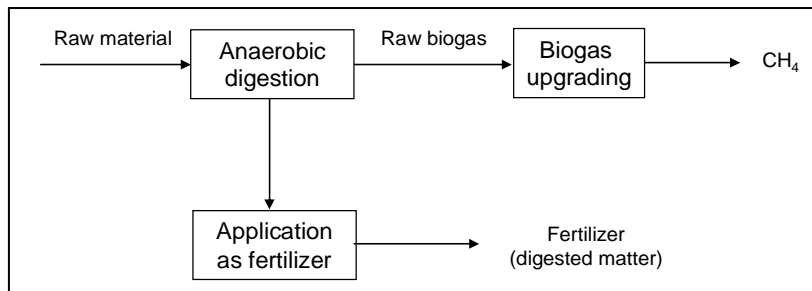 Raw material
Anaerobic
digestion
Raw biogas
Biogas
upgrading
CH₄
Application
as fertilizer
Fertilizer
(digested matter)